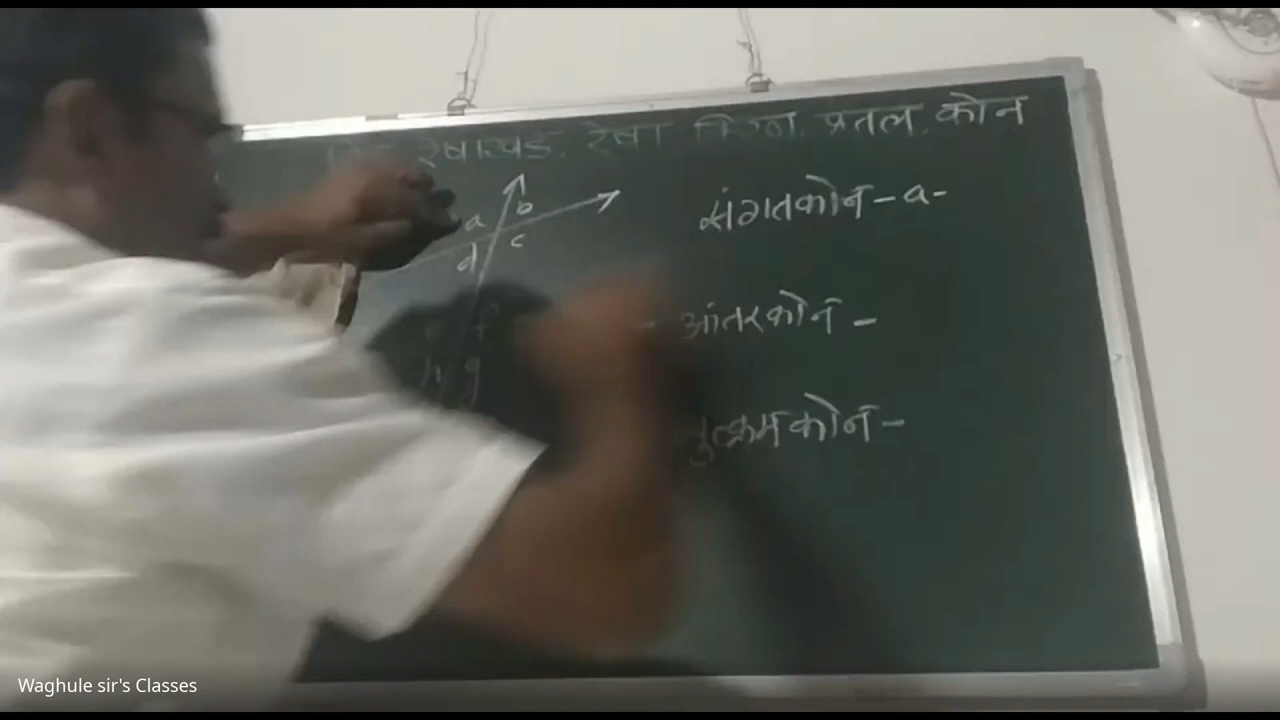 रेषाखंड. रेषा किरण. प्रतल. कोन
a b
d c
संगतकोन - a-
f
g
आंतरकोन -
व्युत्क्रमकोन -
Waghule sir's Classes